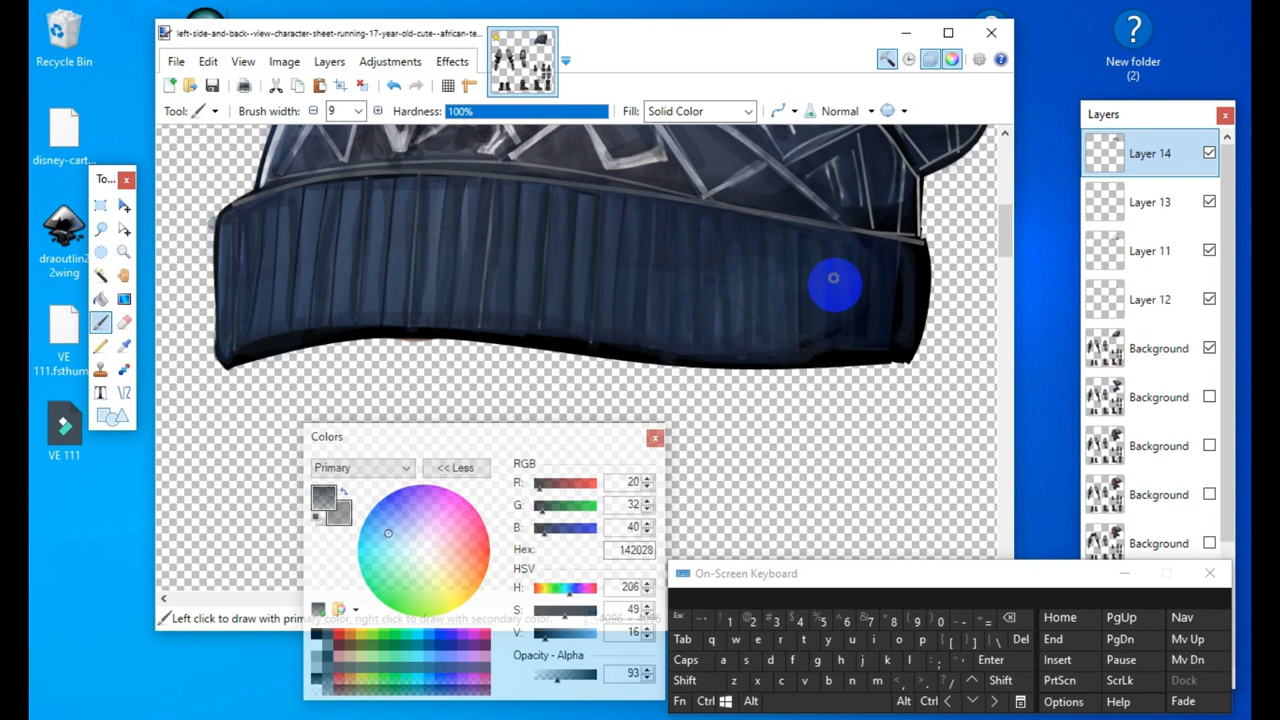 Recycle Bin
disney-cart...
draoutlin2
2wing
VE
111.fsthum
VE 111
New folder
(2)
left-side-and-back--view-character-sheet-running-17-year-old-cute--african-te...
File Edit View Image Layers Adjustments Effects
Tool: Brush width: 9 Hardness: 100% Fill: Solid Color Normal
To...
T
Layers
Layer 14
Layer 13
Layer 11
Layer 12
Background
Background
Background
Background
Background
Colors
Primary << Less
RGB
R: 20
G: 32
B: 40
Hex: 142028
HSV
H: 206
S: 49
V: 16
Opacity - Alpha
93
Left click to draw with primary color, right click to draw with secondary color.
On-Screen Keyboard
Esc ~ ` ! 1 @ 2 # 3 $ 4 % 5 ^ 6 & 7 * 8 ( 9 ) 0 _ - + = Home PgUp Nav
Tab q w e r t y u i o p { [ } ] | \ Del End PgDn Mv Up
Caps a s d f g h j k l : ; " ' Enter Insert Pause Mv Dn
Shift z x c v b n m < , > . ? / Shift PrtScn ScrLk Dock
Fn Ctrl Alt Alt Ctrl Options Help Fade